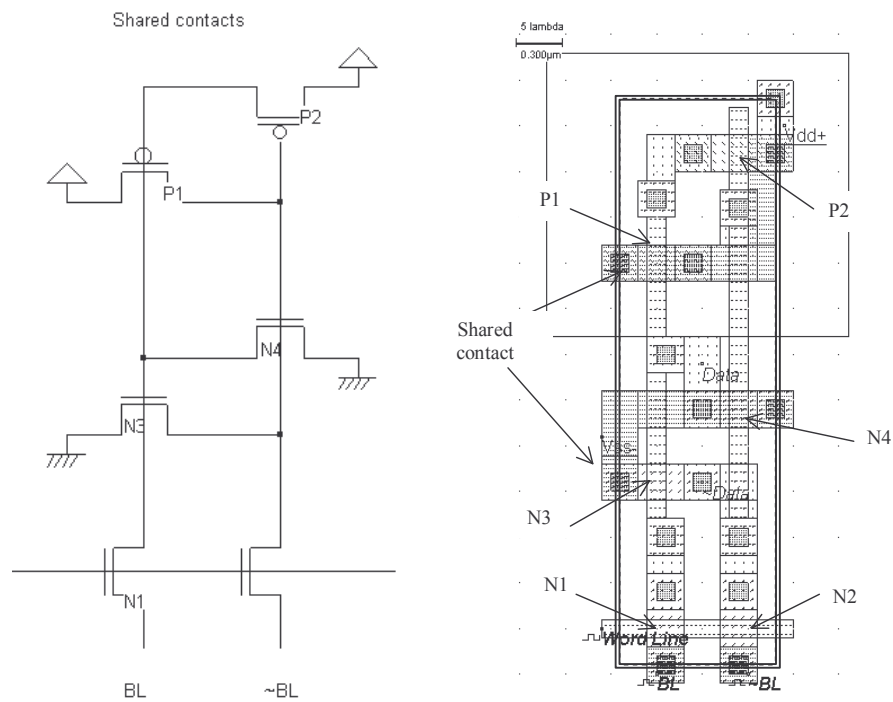 Shared contacts
P2
P1
N4
N3
N1
BL
~BL
5 lambda
0.300µm
Vdd+
P1
P2
Shared
contact
Data
N4
Vss-
~Data
N3
N1
N2
Word Line
BL
~BL